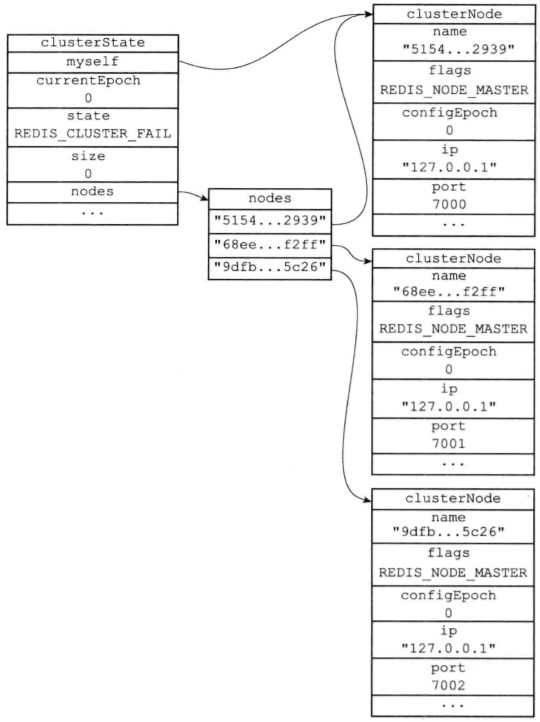 clusterState
myself
currentEpoch
0
state
REDIS_CLUSTER_FAIL
size
0
nodes
...
nodes
"5154...2939"
"68ee...f2ff"
"9dfb...5c26"
clusterNode
name
"5154...2939"
flags
REDIS_NODE_MASTER
configEpoch
0
ip
"127.0.0.1"
port
7000
...
clusterNode
name
"68ee...f2ff"
flags
REDIS_NODE_MASTER
configEpoch
0
ip
"127.0.0.1"
port
7001
...
clusterNode
name
"9dfb...5c26"
flags
REDIS_NODE_MASTER
configEpoch
0
ip
"127.0.0.1"
port
7002
...